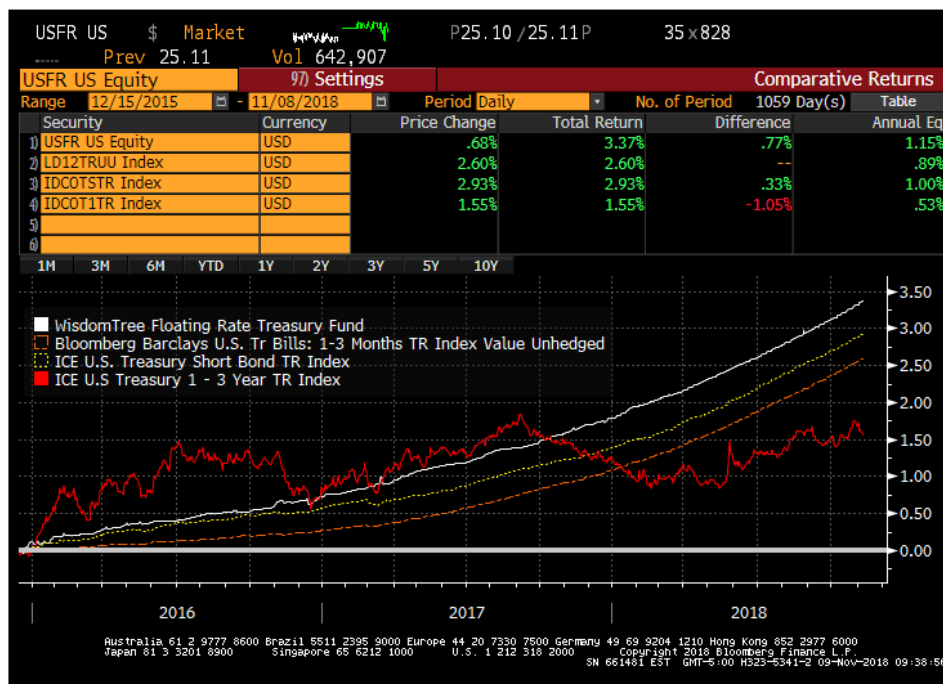 USFR US $ Market P25.10/25.11P 35x828
Prev 25.11 Vol 642,907
USFR US Equity 97) Settings Comparative Returns
Range 12/15/2015 - 11/08/2018 Period Daily No. of Period 1059 Day(s) Table
Security Currency Price Change Total Return Difference Annual Eq
1) USFR US Equity USD .68% 3.37% .77% 1.15%
2) LD12TRUU Index USD 2.60% 2.60% -- .89%
3) IDCOTSTR Index USD 2.93% 2.93% .33% 1.00%
4) IDCOT1TR Index USD 1.55% 1.55% -1.05% .53%
5)
6)
1M 3M 6M YTD 1Y 2Y 3Y 5Y 10Y
3.50
WisdomTree Floating Rate Treasury Fund
3.00
Bloomberg Barclays U.S. Tr Bills: 1-3 Months TR Index Value Unhedged
ICE U.S. Treasury Short Bond TR Index
2.50
ICE U.S Treasury 1 - 3 Year TR Index
2.00
1.50
1.00
0.50
0.00
2016 2017 2018
Australia 61 2 9777 8600 Brazil 5511 2395 9000 Europe 44 20 7330 7500 Germany 49 69 9204 1210 Hong Kong 852 2977 6000
Japan 81 3 3201 8900 Singapore 65 6212 1000 U.S. 1 212 318 2000 Copyright 2018 Bloomberg Finance L.P.
SN 661481 EST GMT-5:00 H323-5341-2 09-Nov-2018 09:38:56